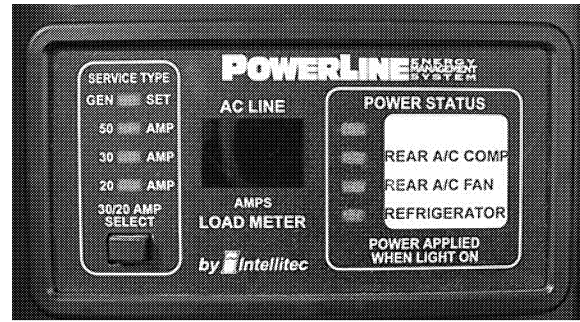 POWERLINE ENERGY MANAGEMENT SYSTEM
SERVICE TYPE
GEN SET
50 AMP
30 AMP
20 AMP
30/20 AMP
SELECT
AC LINE
AMPS
LOAD METER
by Intellitec
POWER STATUS
REAR A/C COMP
REAR A/C FAN
REFRIGERATOR
POWER APPLIED
WHEN LIGHT ON